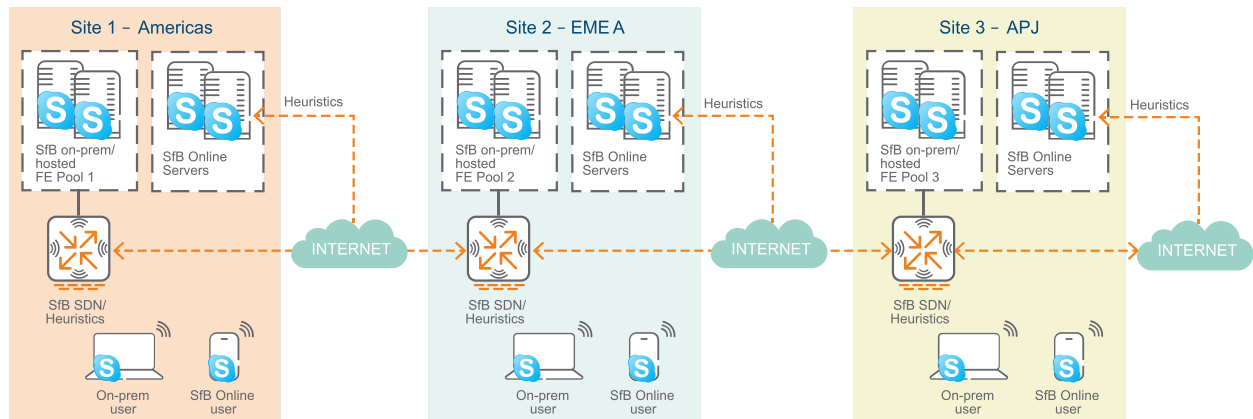 Site 1 – Americas
SfB on-prem/
hosted
FE Pool 1
SfB Online
Servers
Heuristics
INTERNET
SfB SDN/
Heuristics
On-prem
user
SfB Online
user
Site 2 – EME A
SfB on-prem/
hosted
FE Pool 2
SfB Online
Servers
Heuristics
INTERNET
SfB SDN/
Heuristics
On-prem
user
SfB Online
user
Site 3 – APJ
SfB on-prem/
hosted
FE Pool 3
SfB Online
Servers
Heuristics
INTERNET
SfB SDN/
Heuristics
On-prem
user
SfB Online
user